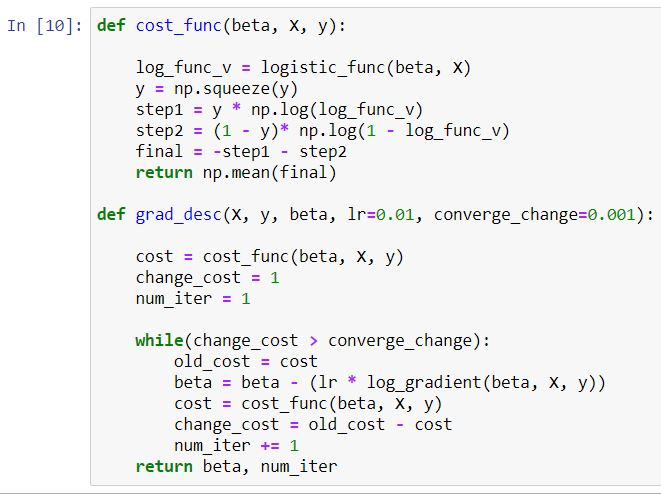 In [10]: def cost_func(beta, X, y):
log_func_v = logistic_func(beta, X)
y = np.squeeze(y)
step1 = y * np.log(log_func_v)
step2 = (1 - y)* np.log(1 - log_func_v)
final = -step1 - step2
return np.mean(final)
def grad_desc(X, y, beta, lr=0.01, converge_change=0.001):
cost = cost_func(beta, X, y)
change_cost = 1
num_iter = 1
while(change_cost > converge_change):
old_cost = cost
beta = beta - (lr * log_gradient(beta, X, y))
cost = cost_func(beta, X, y)
change_cost = old_cost - cost
num_iter += 1
return beta, num_iter